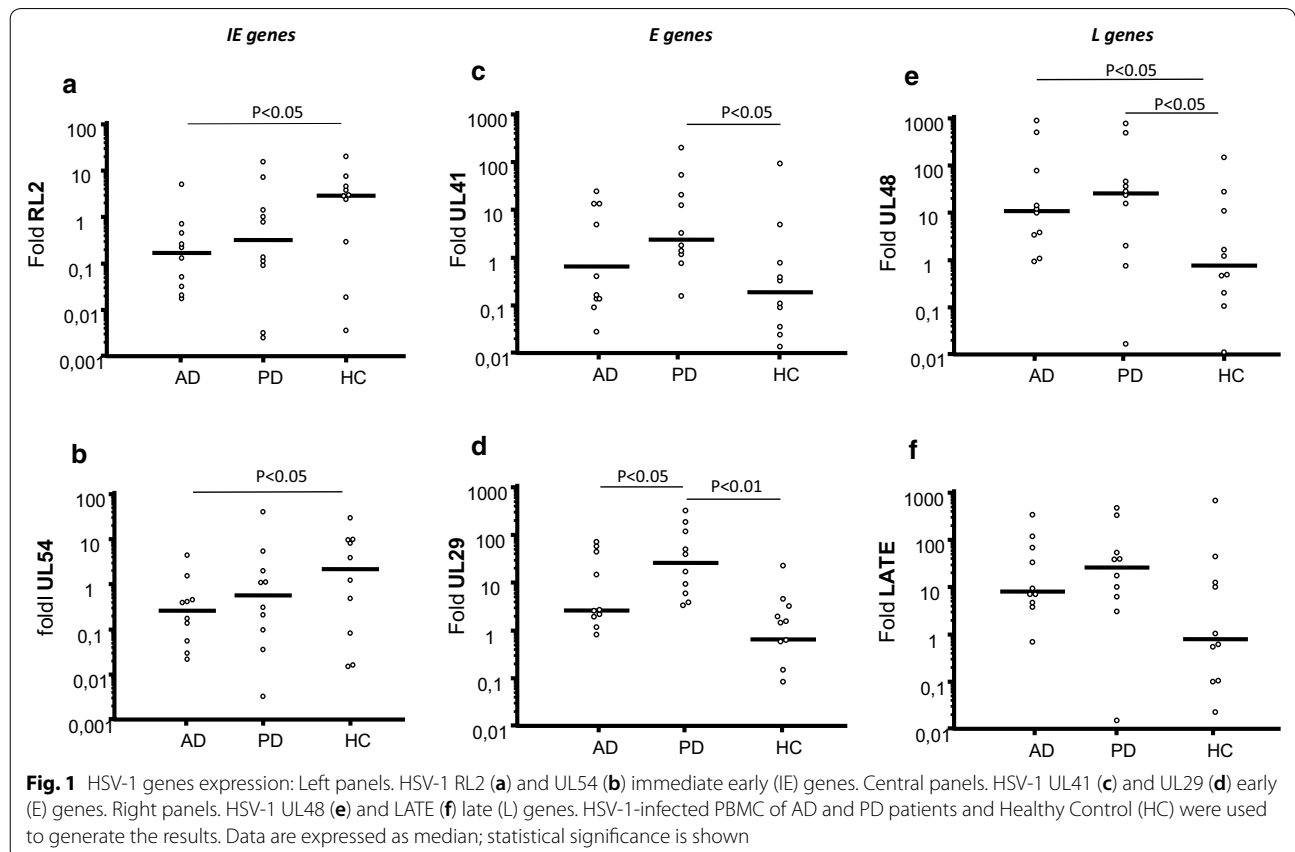 IE genes
E genes
L genes
a
P<0.05
Fold RL2
100
10
1
0,1
0,01
0,001
AD PD HC
c
P<0.05
Fold UL41
1000
100
10
1
0,1
0,01
AD PD HC
e
P<0.05
P<0.05
Fold UL48
1000
100
10
1
0,1
0,01
AD PD HC
b
P<0.05
foldl UL54
100
10
1
0,1
0,01
0,001
AD PD HC
d
P<0.05 P<0.01
Fold UL29
1000
100
10
1
0,1
0,01
AD PD HC
f
Fold LATE
1000
100
10
1
0,1
0,01
AD PD HC
Fig. 1 HSV-1 genes expression: Left panels. HSV-1 RL2 (a) and UL54 (b) immediate early (IE) genes. Central panels. HSV-1 UL41 (c) and UL29 (d) early
(E) genes. Right panels. HSV-1 UL48 (e) and LATE (f) late (L) genes. HSV-1-infected PBMC of AD and PD patients and Healthy Control (HC) were used
to generate the results. Data are expressed as median; statistical significance is shown